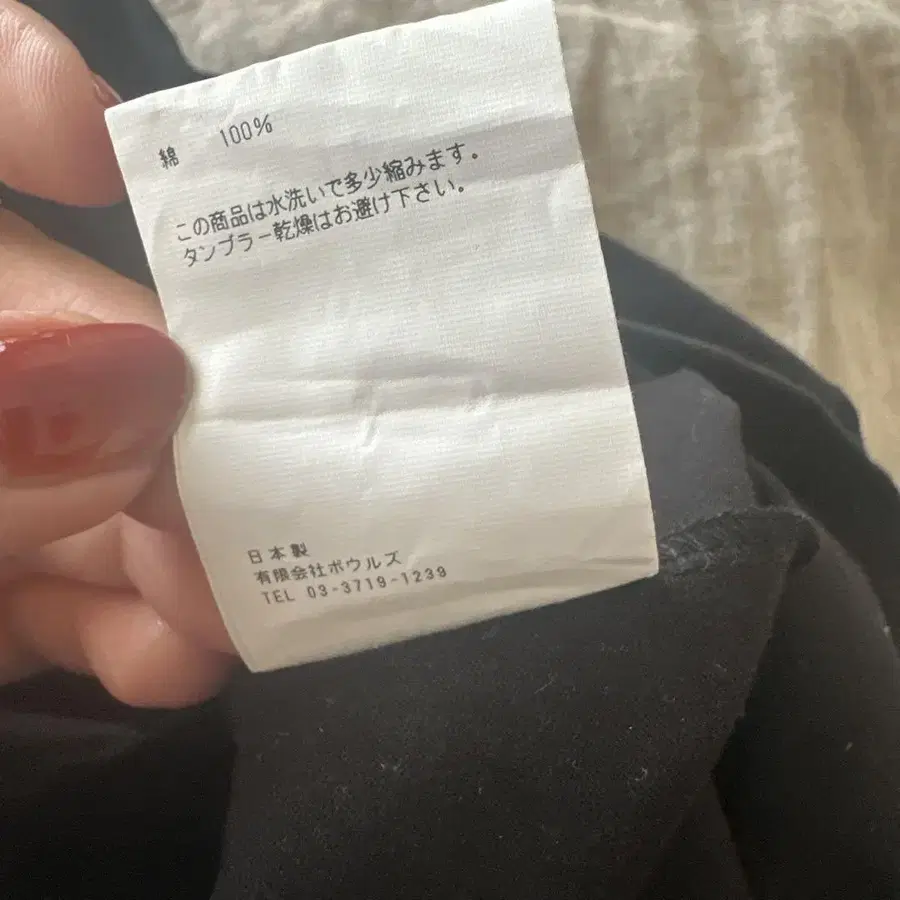 綿 100%
この商品は水洗いで多少縮みます。
タンブラー乾燥はお避け下さい。
日本製
有限会社ボウルズ
TEL 03-3719-1239